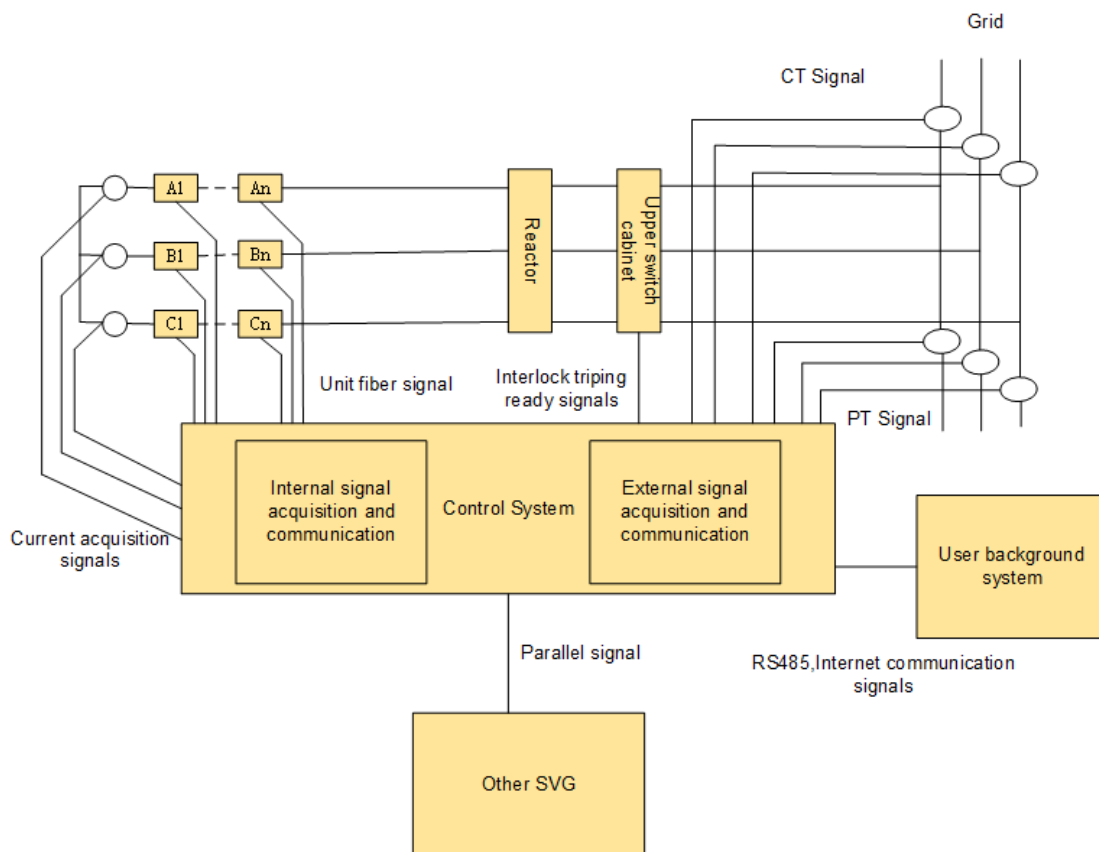 Grid
CT Signal
A1
An
B1
Bn
C1
Cn
Reactor
Upper switch
cabinet
Unit fiber signal
Interlock triping
ready signals
PT Signal
Internal signal
acquisition and
communication
Control System
External signal
acquisition and
communication
Current acquisition
signals
User background
system
Parallel signal
RS485,Internet communication
signals
Other SVG